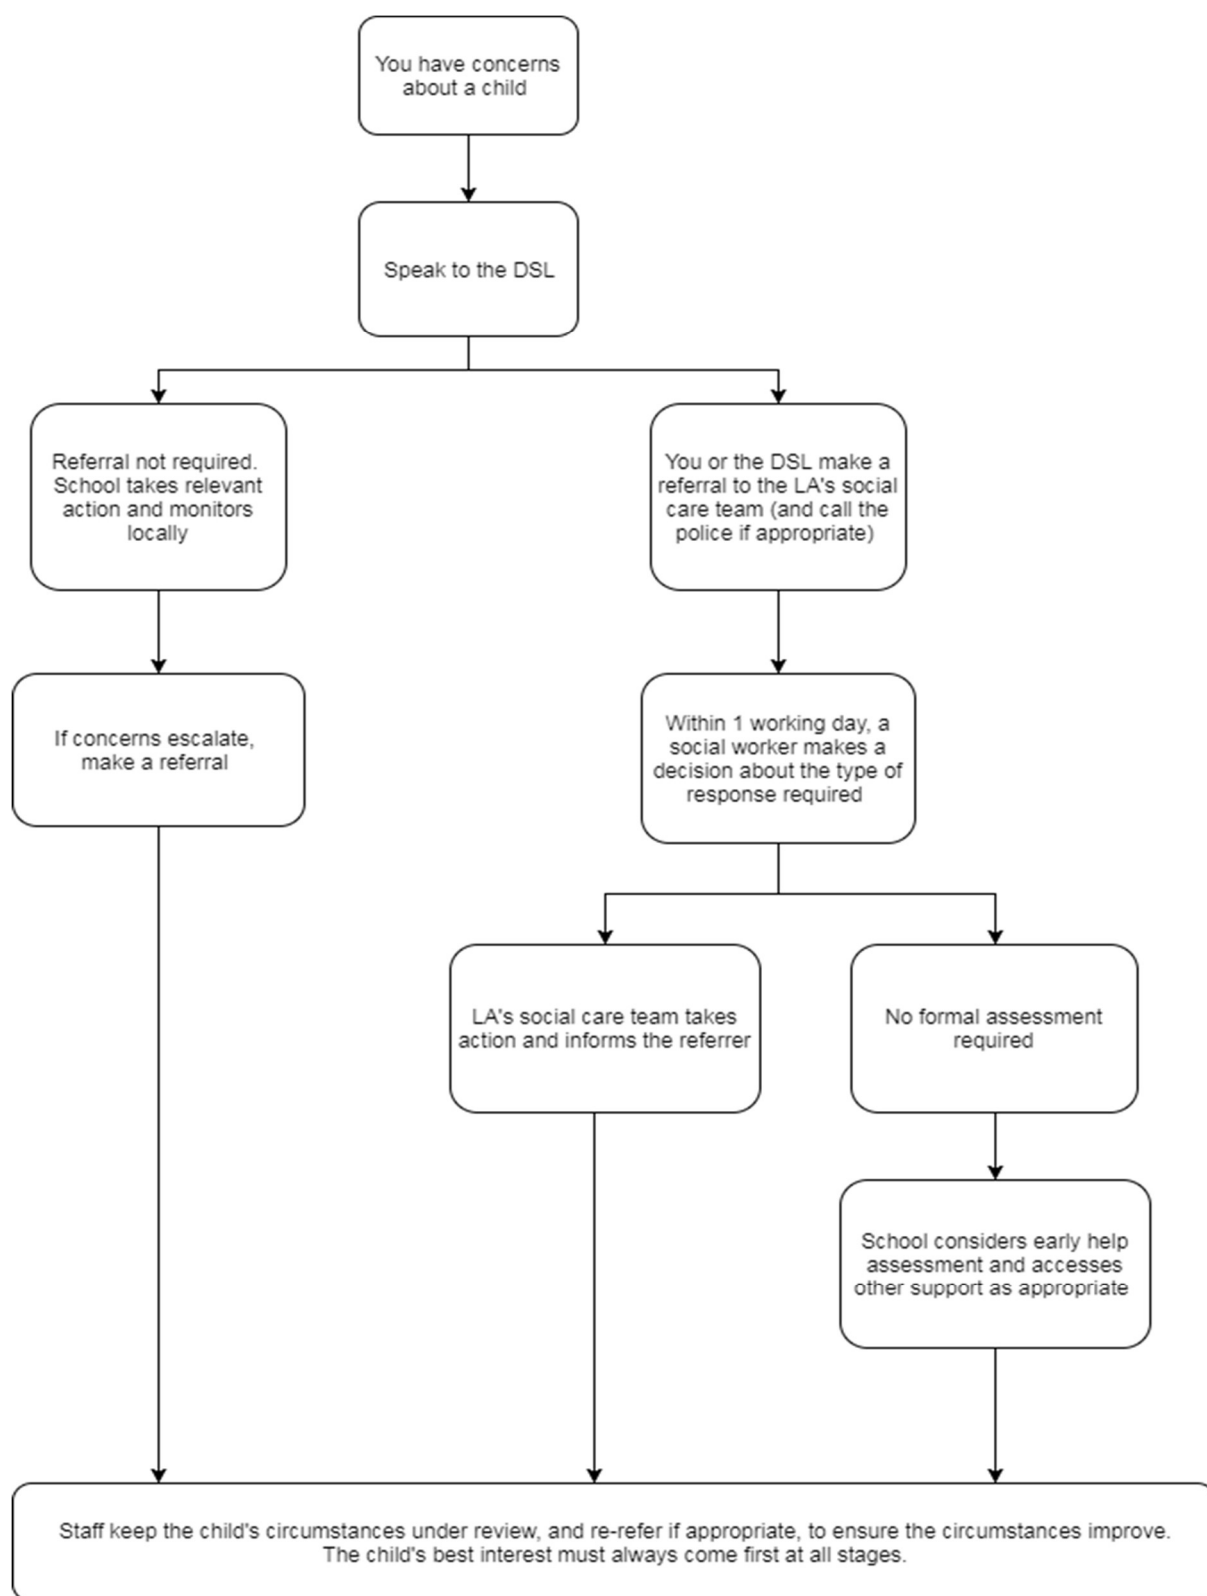 You have concerns
about a child
Speak to the DSL
Referral not required.
School takes relevant
action and monitors
locally
You or the DSL make a
referral to the LA's social
care team (and call the
police if appropriate)
If concerns escalate,
make a referral
Within 1 working day, a
social worker makes a
decision about the type of
response required
LA's social care team takes
action and informs the referrer
No formal assessment
required
School considers early help
assessment and accesses
other support as appropriate
Staff keep the child's circumstances under review, and re-refer if appropriate, to ensure the circumstances improve.
The child's best interest must always come first at all stages.